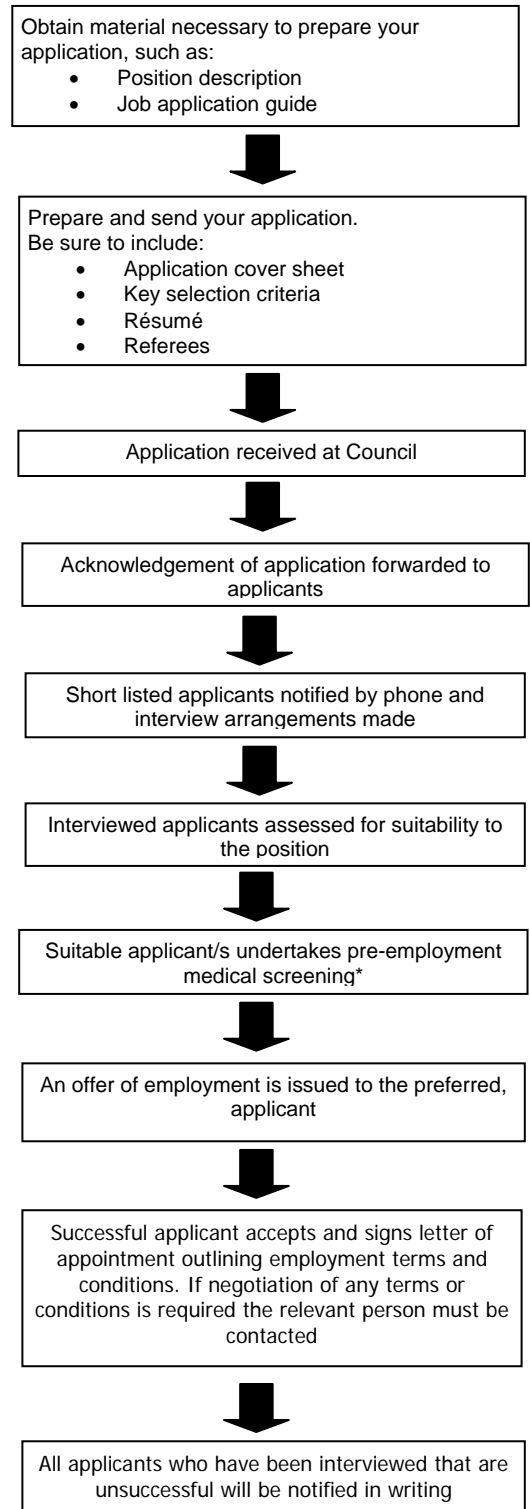 Obtain material necessary to prepare your
application, such as:
• Position description
• Job application guide
Prepare and send your application.
Be sure to include:
• Application cover sheet
• Key selection criteria
• Résumé
• Referees
Application received at Council
Acknowledgement of application forwarded to
applicants
Short listed applicants notified by phone and
interview arrangements made
Interviewed applicants assessed for suitability to
the position
Suitable applicant/s undertakes pre-employment
medical screening*
An offer of employment is issued to the preferred,
applicant
Successful applicant accepts and signs letter of
appointment outlining employment terms and
conditions. If negotiation of any terms or
conditions is required the relevant person must be
contacted
All applicants who have been interviewed that are
unsuccessful will be notified in writing